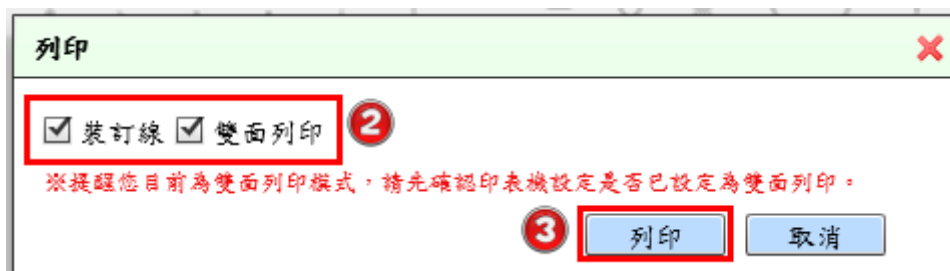 列印
裝訂線 雙面列印 2
※提醒您目前為雙面列印模式，請先確認印表機設定是否已設定為雙面列印。
3 列印 取消